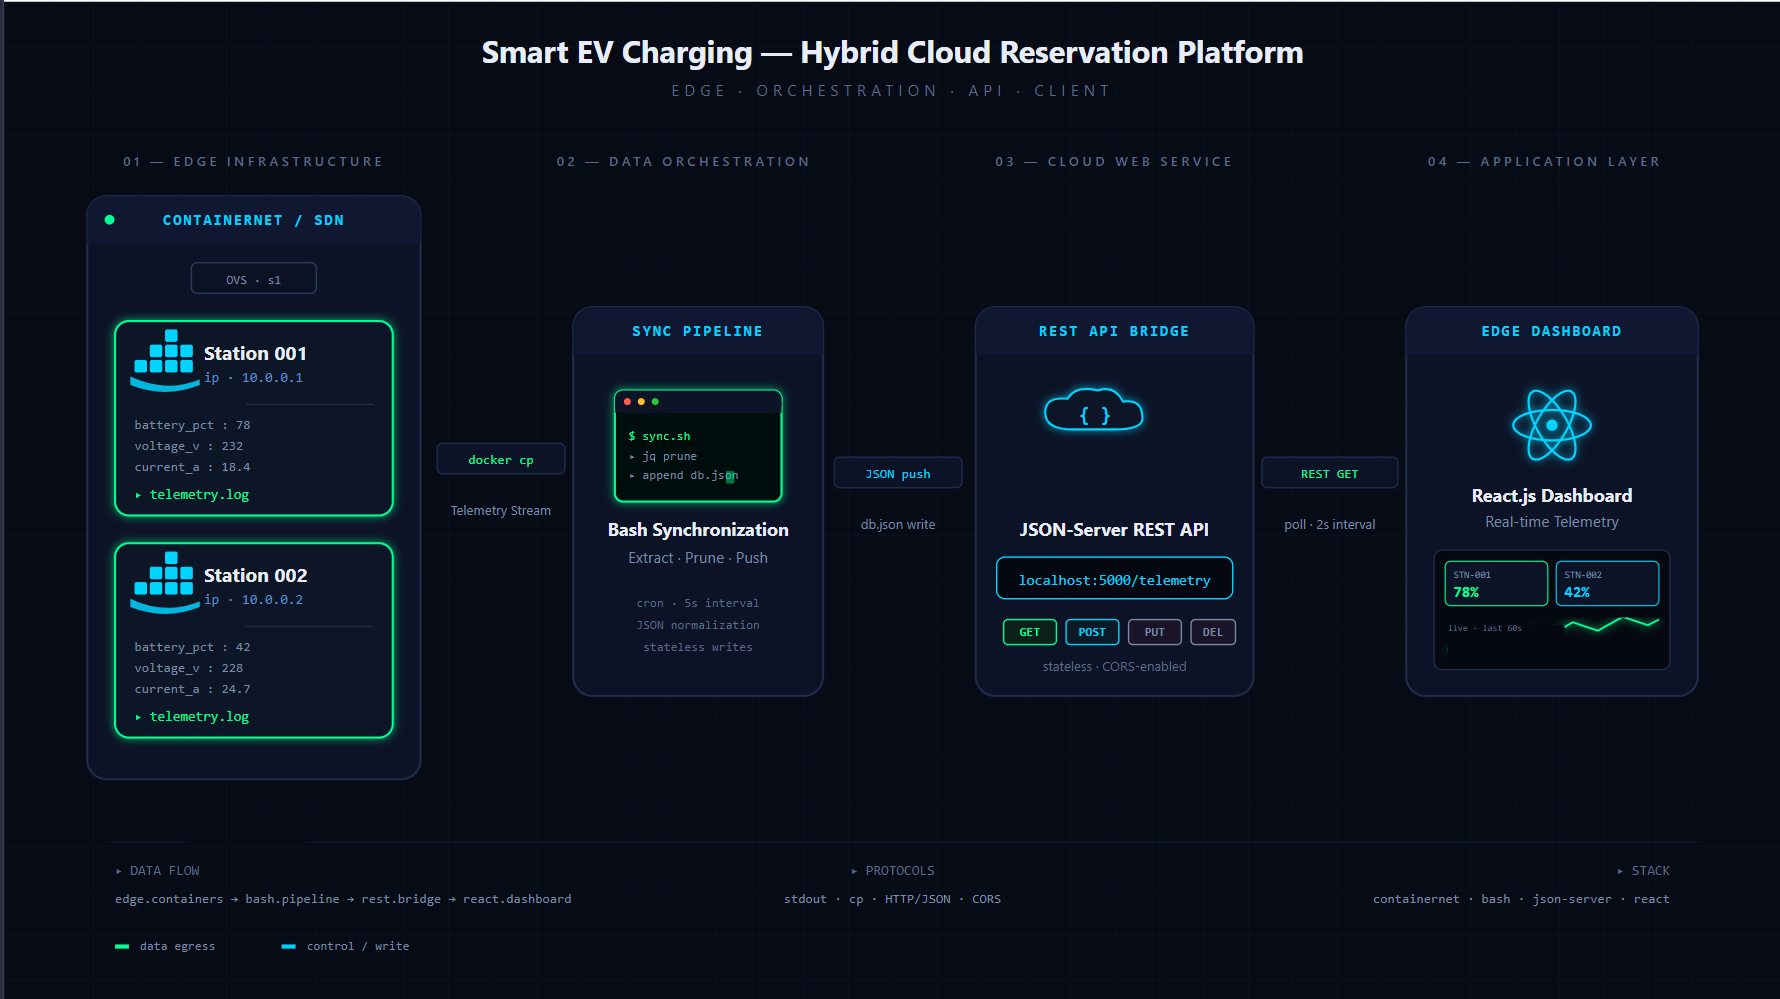 Smart EV Charging — Hybrid Cloud Reservation Platform
EDGE · ORCHESTRATION · API · CLIENT
01 — EDGE INFRASTRUCTURE
CONTAINERNET / SDN
OVS · s1
Station 001
ip · 10.0.0.1
battery_pct : 78
voltage_v : 232
current_a : 18.4
▸ telemetry.log
Station 002
ip · 10.0.0.2
battery_pct : 42
voltage_v : 228
current_a : 24.7
▸ telemetry.log
docker cp
Telemetry Stream
02 — DATA ORCHESTRATION
SYNC PIPELINE
$ sync.sh
▸ jq prune
▸ append db.json
Bash Synchronization
Extract · Prune · Push
cron · 5s interval
JSON normalization
stateless writes
JSON push
db.json write
03 — CLOUD WEB SERVICE
REST API BRIDGE
{ }
JSON-Server REST API
localhost:5000/telemetry
GET POST PUT DEL
stateless · CORS-enabled
REST GET
poll · 2s interval
04 — APPLICATION LAYER
EDGE DASHBOARD
React.js Dashboard
Real-time Telemetry
STN-001
78%
STN-002
42%
live · last 60s
▸ DATA FLOW
edge.containers → bash.pipeline → rest.bridge → react.dashboard
▸ PROTOCOLS
stdout · cp · HTTP/JSON · CORS
▸ STACK
containernet · bash · json-server · react
data egress
control / write